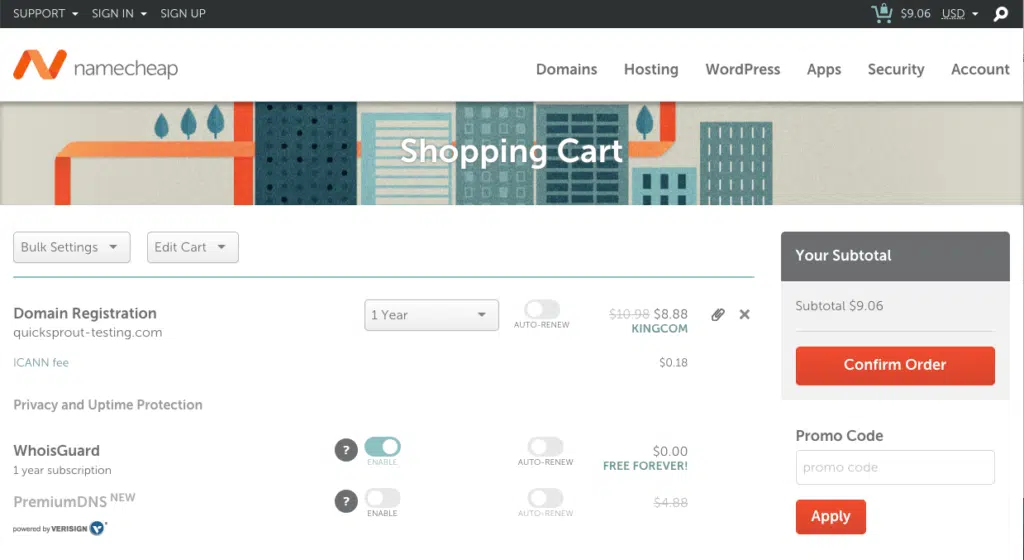 SUPPORT SIGN IN SIGN UP $9.06 USD
namecheap Domains Hosting WordPress Apps Security Account
Shopping Cart
Bulk Settings Edit Cart
Your Subtotal
Domain Registration
quicksprout-testing.com
1 Year
AUTO-RENEW
$10.98 $8.88
KINGCOM
Subtotal $9.06
ICANN fee $0.18
Confirm Order
Privacy and Uptime Protection
Promo Code
WhoisGuard
1 year subscription
?
ENABLE
AUTO-RENEW
$0.00
FREE FOREVER!
promo code
PremiumDNS NEW
powered by VERISIGN
?
ENABLE
AUTO-RENEW
$4.88
Apply